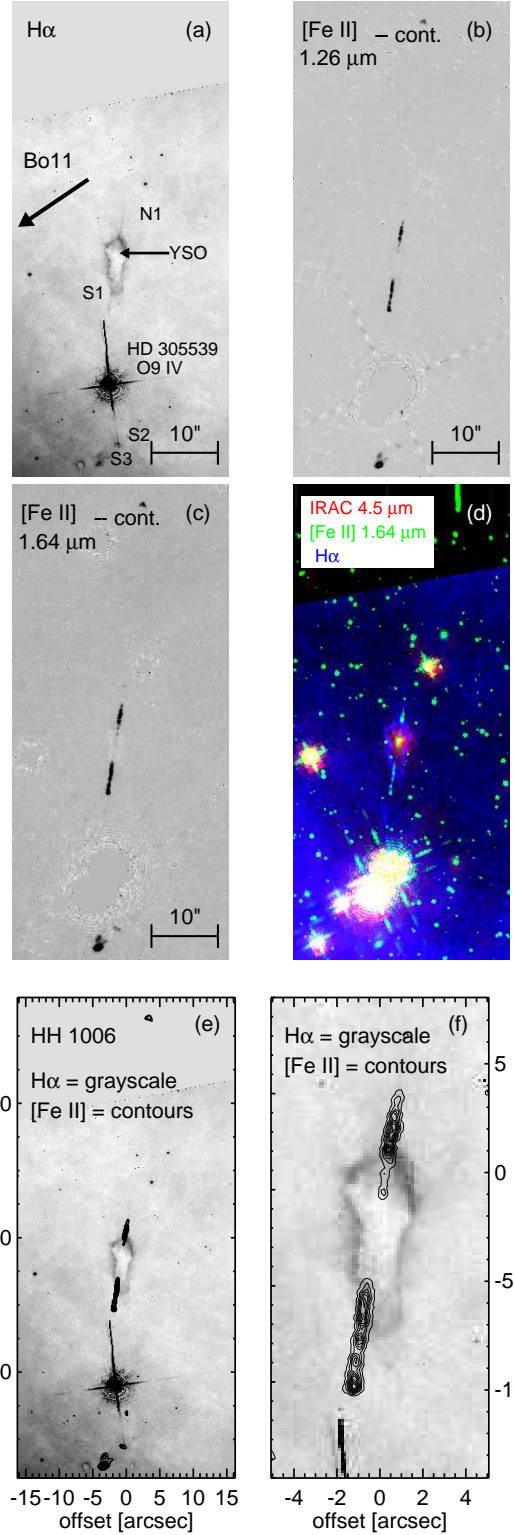 Hα (a)
Bo11
N1
YSO
S1
HD 305539
O9 IV
S2
S3
10"
[Fe II] – cont. (b)
1.26 μm
10"
[Fe II] – cont. (c)
1.64 μm
10"
IRAC 4.5 μm (d)
[Fe II] 1.64 μm
Hα
HH 1006 (e)
Hα = grayscale
[Fe II] = contours
0
0
0
-15 -10 -5 0 5 10 15
offset [arcsec]
(f)
Hα = grayscale
[Fe II] = contours
5
0
-5
-1
-4 -2 0 2 4
offset [arcsec]